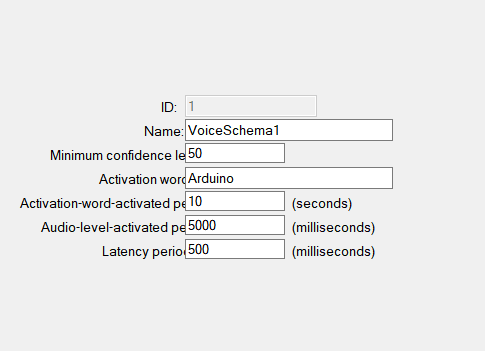 ID: 1
Name: VoiceSchema1
Minimum confidence le 50
Activation word Arduino
Activation-word-activated pe 10 (seconds)
Audio-level-activated pe 5000 (milliseconds)
Latency period 500 (milliseconds)